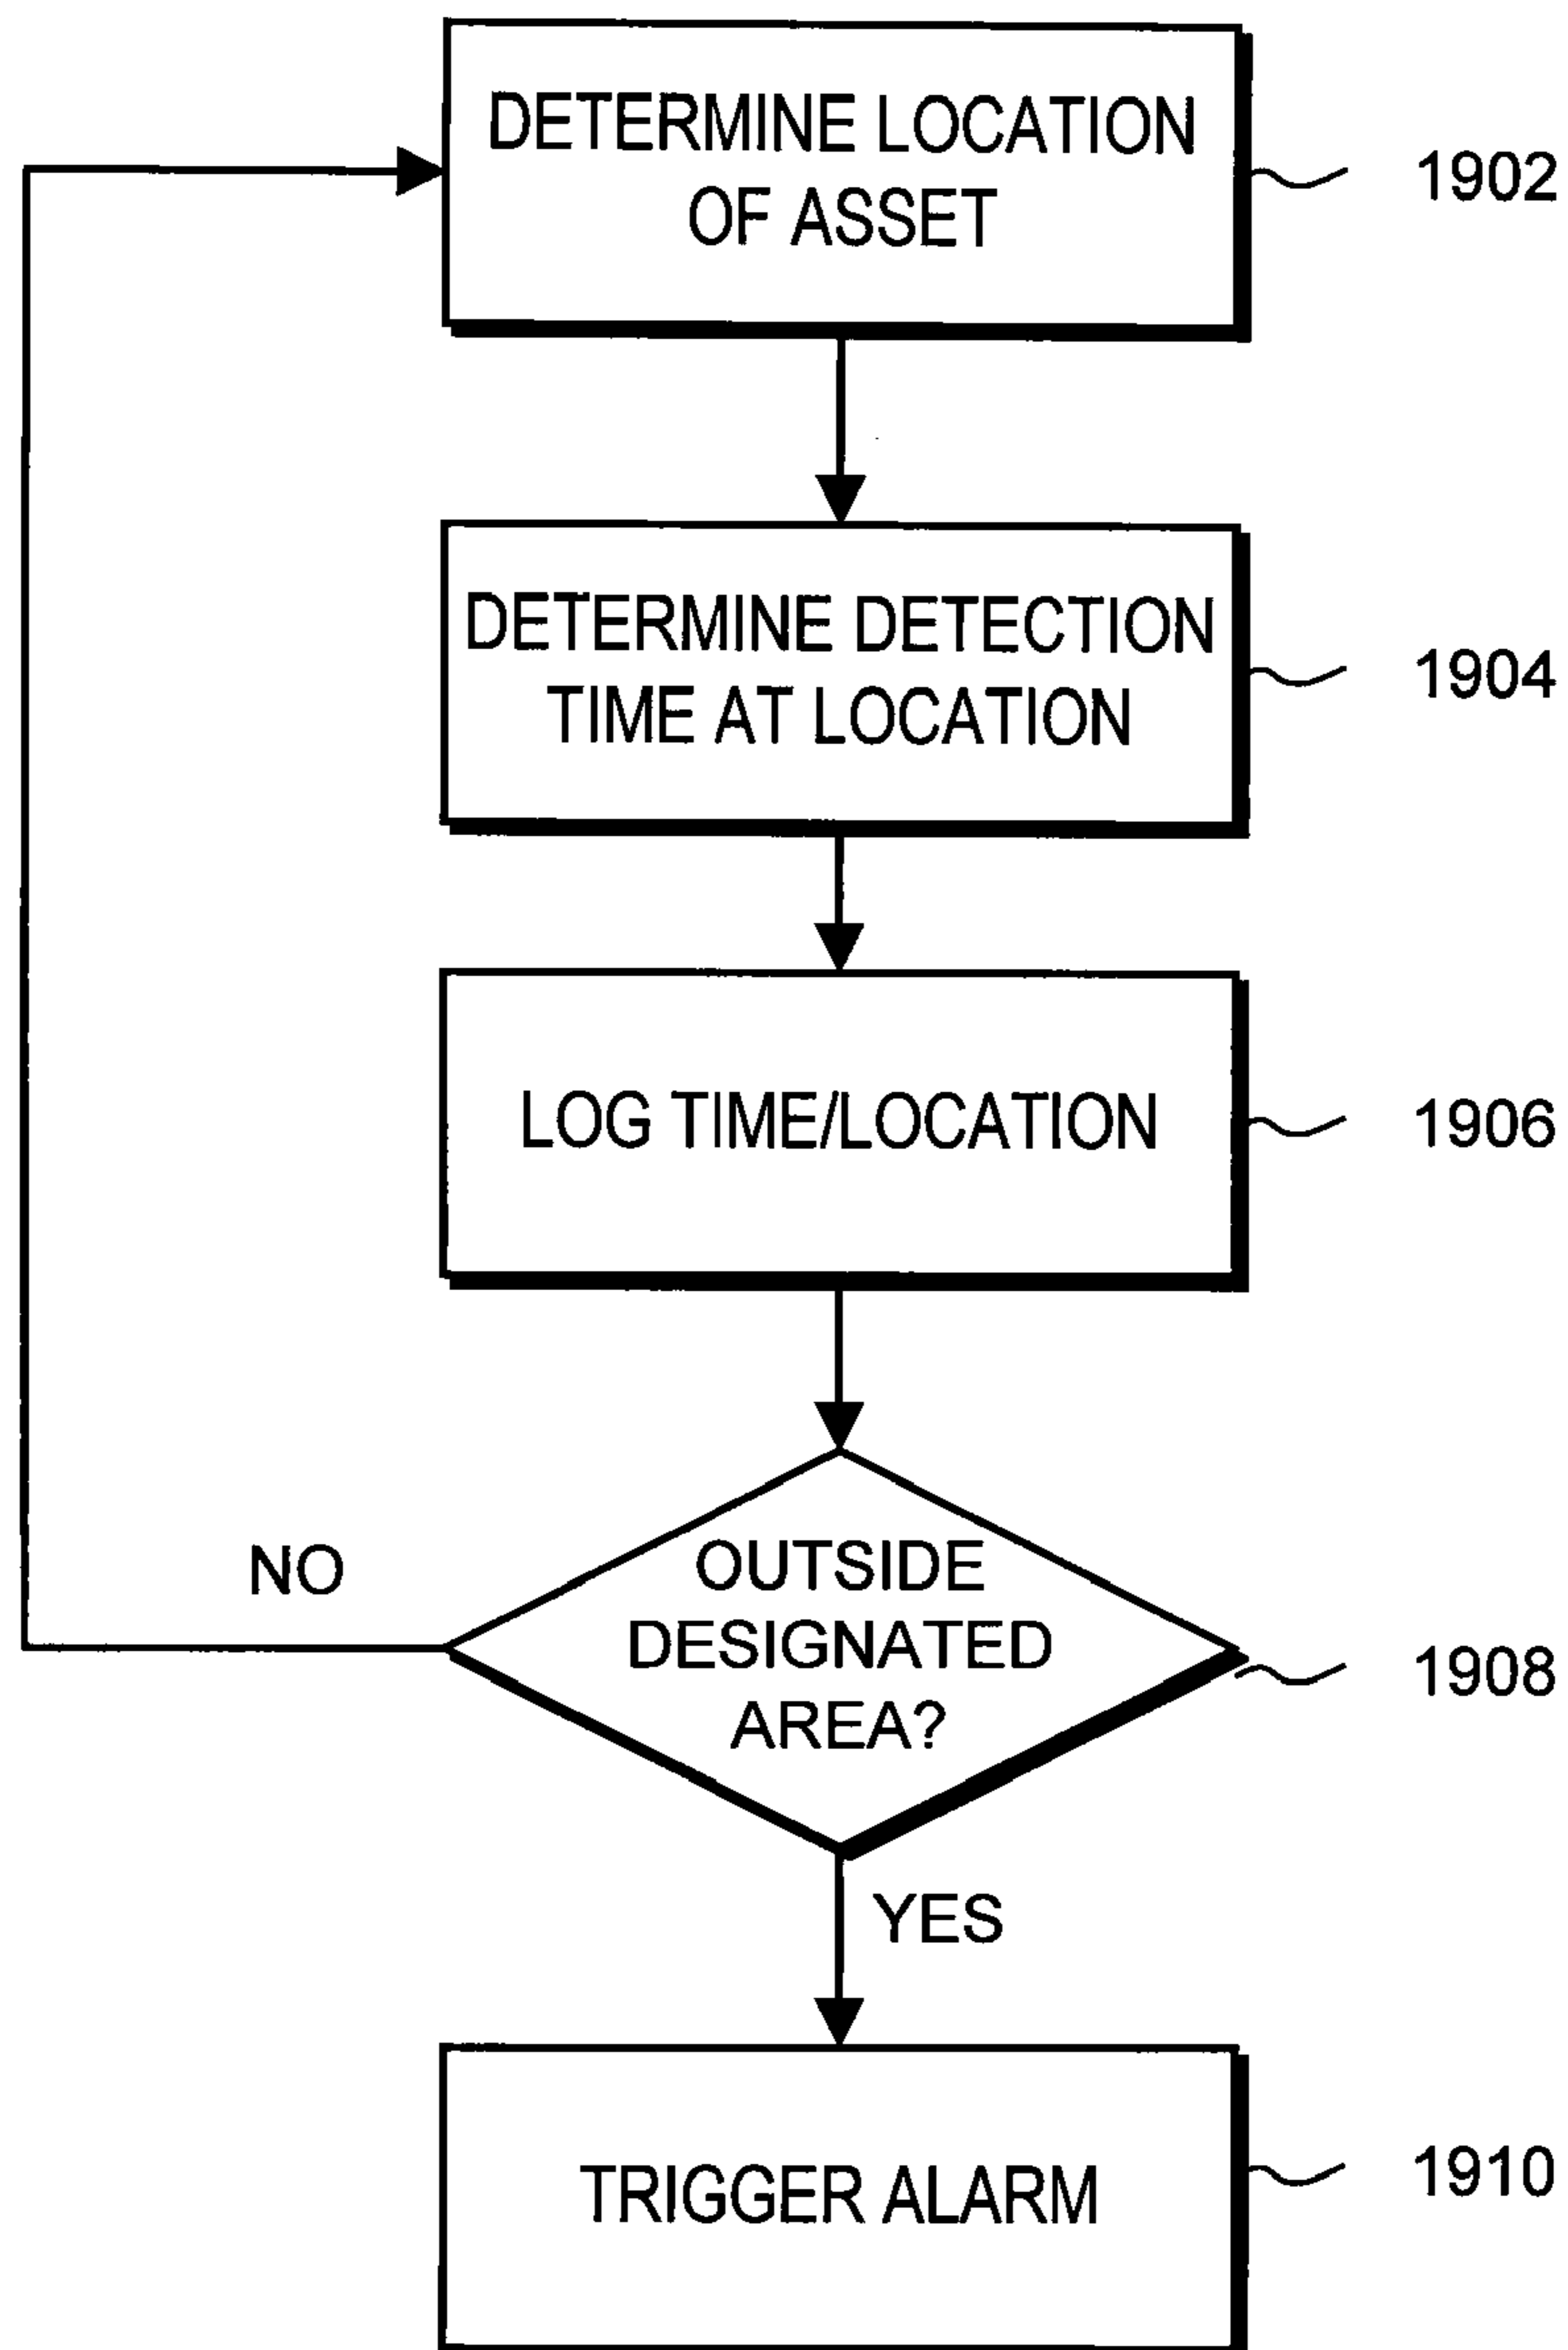 DETERMINE LOCATION
OF ASSET
1902
DETERMINE DETECTION
TIME AT LOCATION
1904
LOG TIME/LOCATION
1906
OUTSIDE
DESIGNATED
AREA?
1908
NO
YES
TRIGGER ALARM
1910